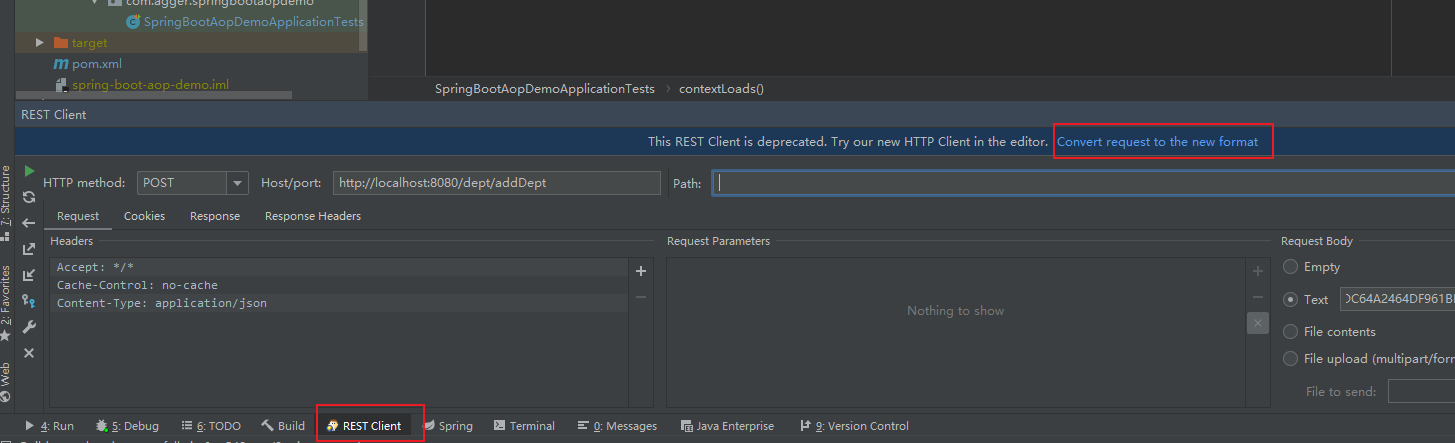 com.agger.springbootaopdemo
SpringBootAopDemoApplicationTests
target
pom.xml
spring-boot-aop-demo.iml
SpringBootAopDemoApplicationTests contextLoads()
REST Client
This REST Client is deprecated. Try our new HTTP Client in the editor. Convert request to the new format
HTTP method: POST Host/port: http://localhost:8080/dept/addDept Path:
Request Cookies Response Response Headers
Headers Request Parameters Request Body
Accept: */*
Cache-Control: no-cache
Content-Type: application/json
Nothing to show
Empty
Text
File contents
File upload (multipart/form
File to send:
7: Structure
2: Favorites
Web
4: Run 5: Debug 6: TODO Build REST Client Spring Terminal 0: Messages Java Enterprise 9: Version Control